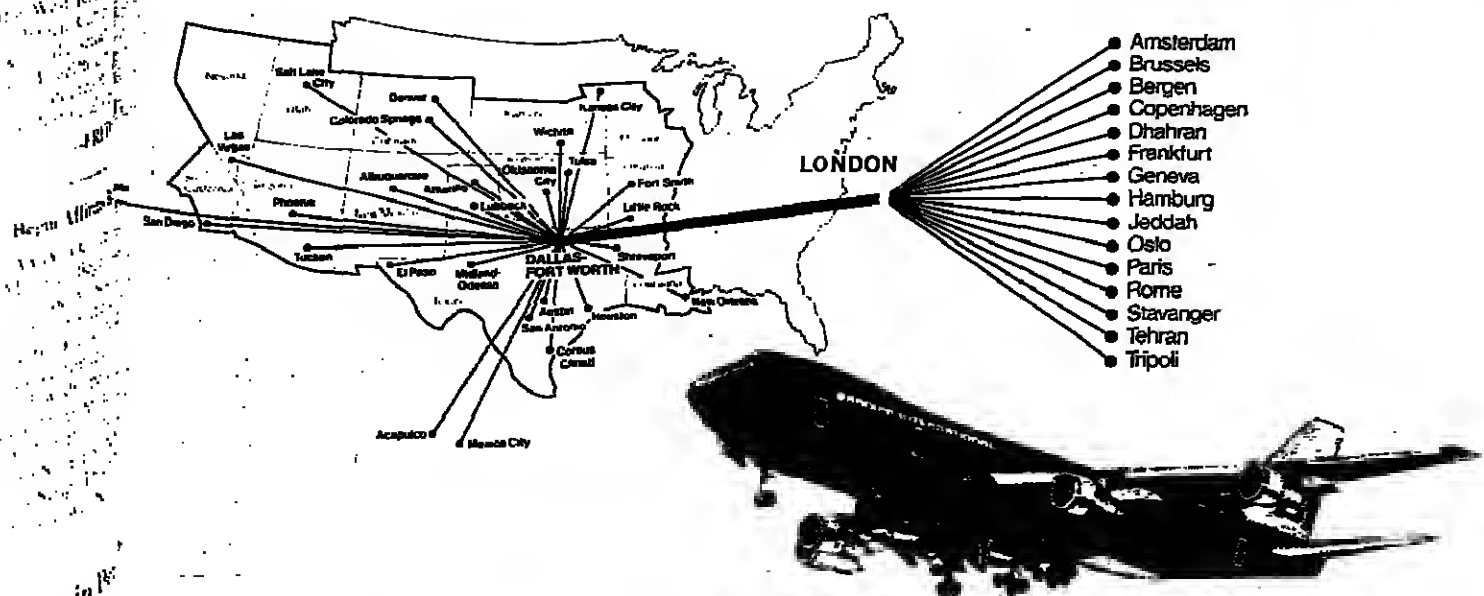 Salt Lake
City
Denver
Colorado Springs
Las
Vegas
Albuquerque
Amarillo
Lubbock
Phoenix
San Diego
Tucson
El Paso
Midland-
Odessa
Kansas City
Wichita
Tulsa
Oklahoma
City
Fort Smith
Little Rock
Shreveport
DALLAS-
FORT WORTH
Austin
San Antonio
Houston
New Orleans
Corpus
Christi
Acapulco
Mexico City
LONDON
Amsterdam
Brussels
Bergen
Copenhagen
Dhahran
Frankfurt
Geneva
Hamburg
Jeddah
Oslo
Paris
Rome
Stavanger
Tehran
Tripoli